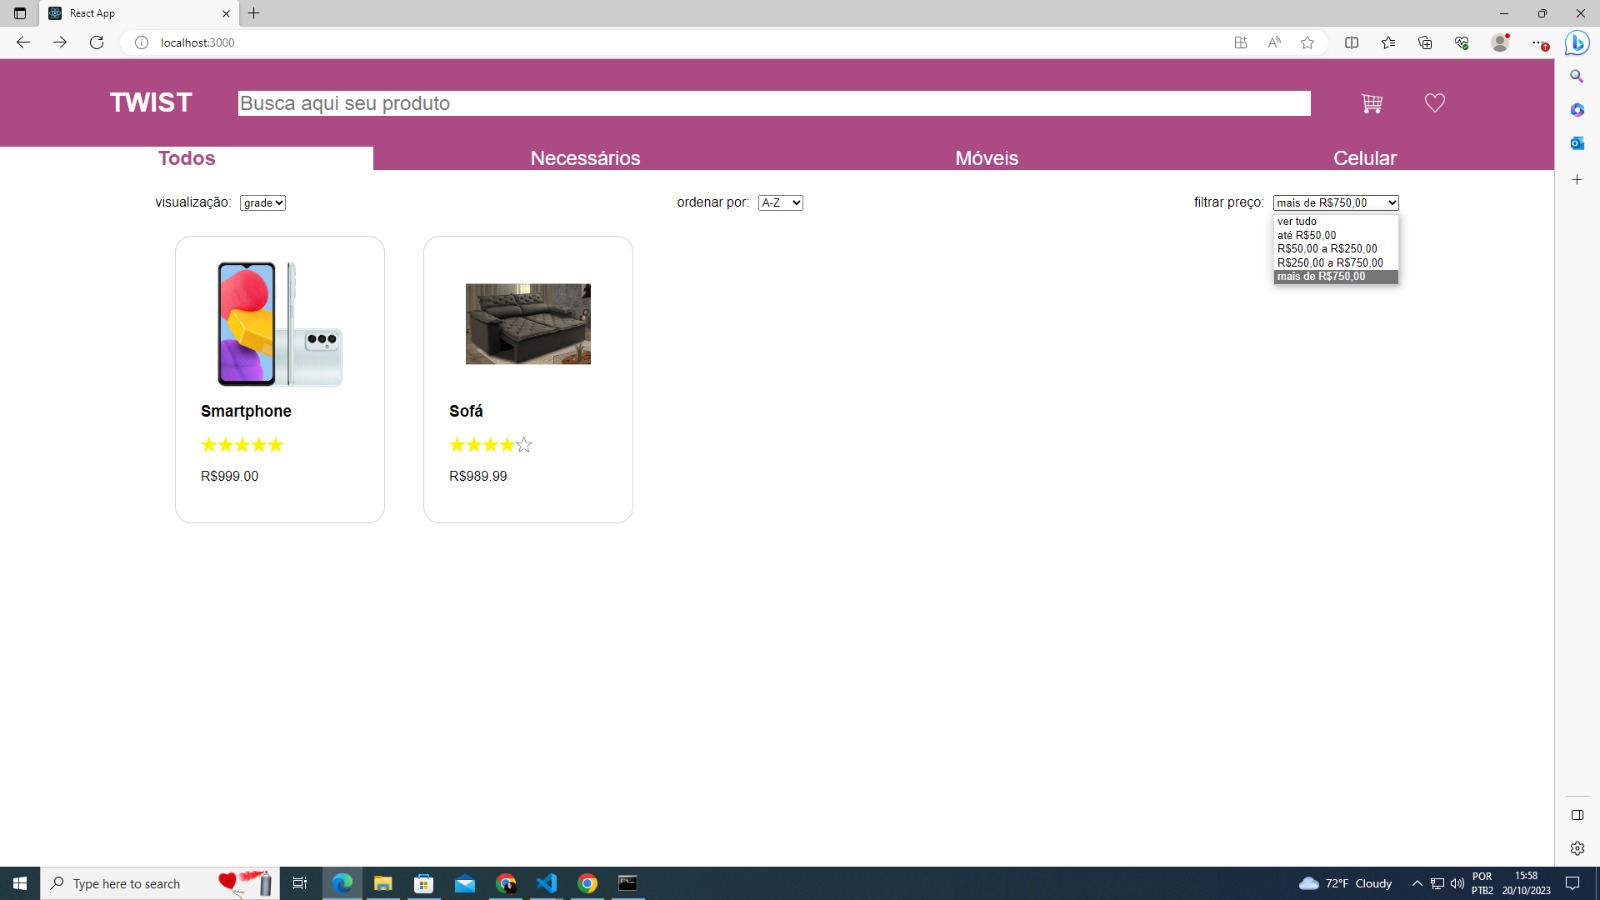 React App
localhost:3000
TWIST
Busca aqui seu produto
Todos
Necessários
Móveis
Celular
visualização: grade
ordenar por: A-Z
filtrar preço: mais de R$750,00
ver tudo
até R$50,00
R$50,00 a R$250,00
R$250,00 a R$750,00
mais de R$750,00
Smartphone
R$999.00
Sofá
R$989.99
Type here to search
72°F Cloudy
POR
PTB2
15:58
20/10/2023